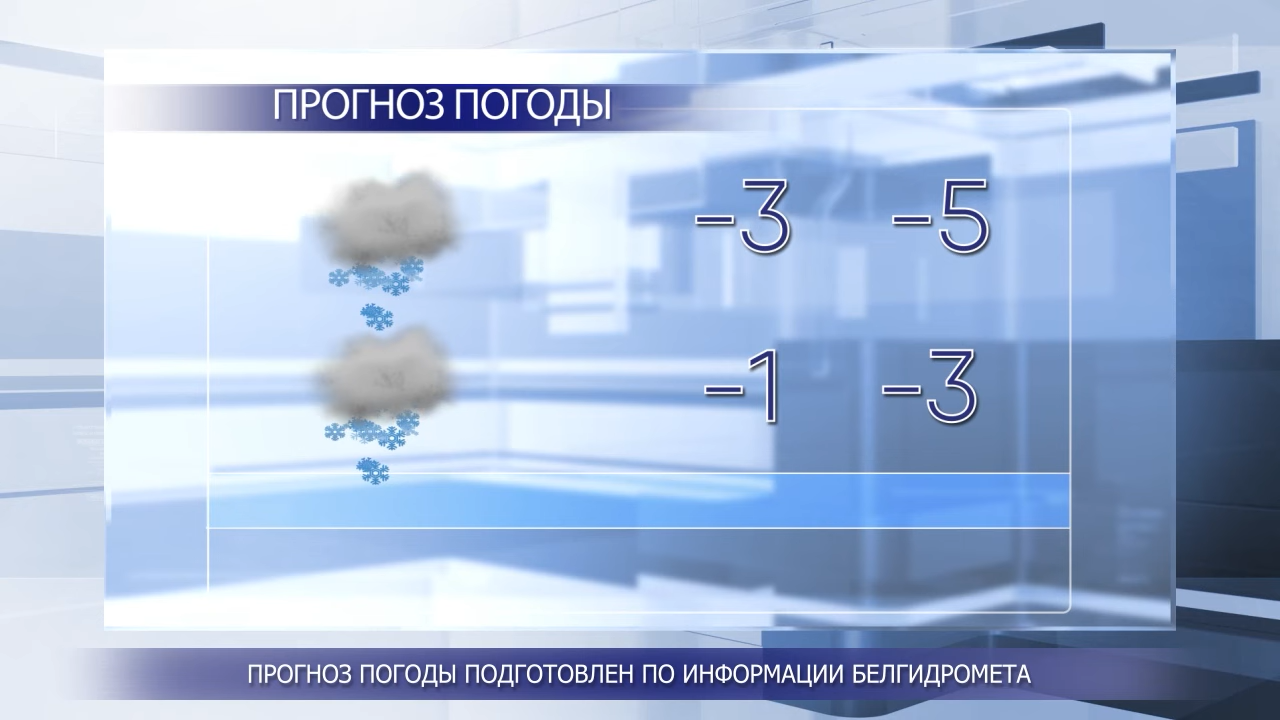 ПРОГНОЗ ПОГОДЫ
-3 -5
-1 -3
ПРОГНОЗ ПОГОДЫ ПОДГОТОВЛЕН ПО ИНФОРМАЦИИ БЕЛГИДРОМЕТА